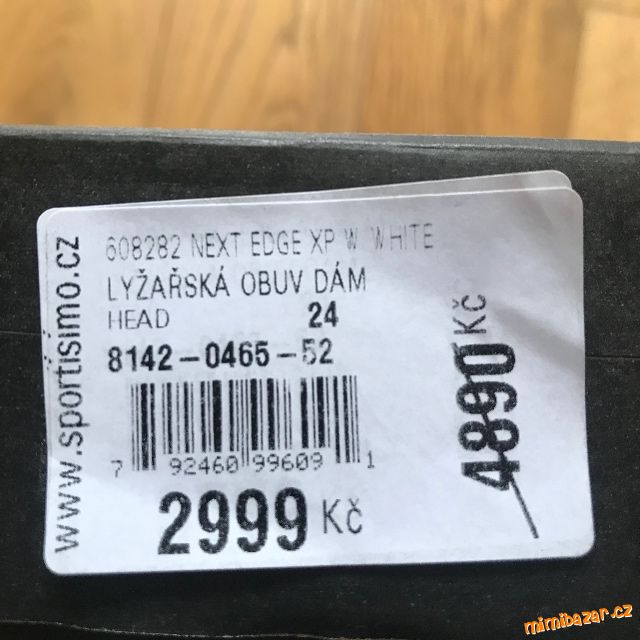 608282 NEXT EDGE XP W WHITE
LYŽAŘSKÁ OBUV DÁM
HEAD 24
8142-0465-52
7 92460 99609 1
2999 Kč
4890 Kč
www.sportisimo.cz
mimibazar.cz